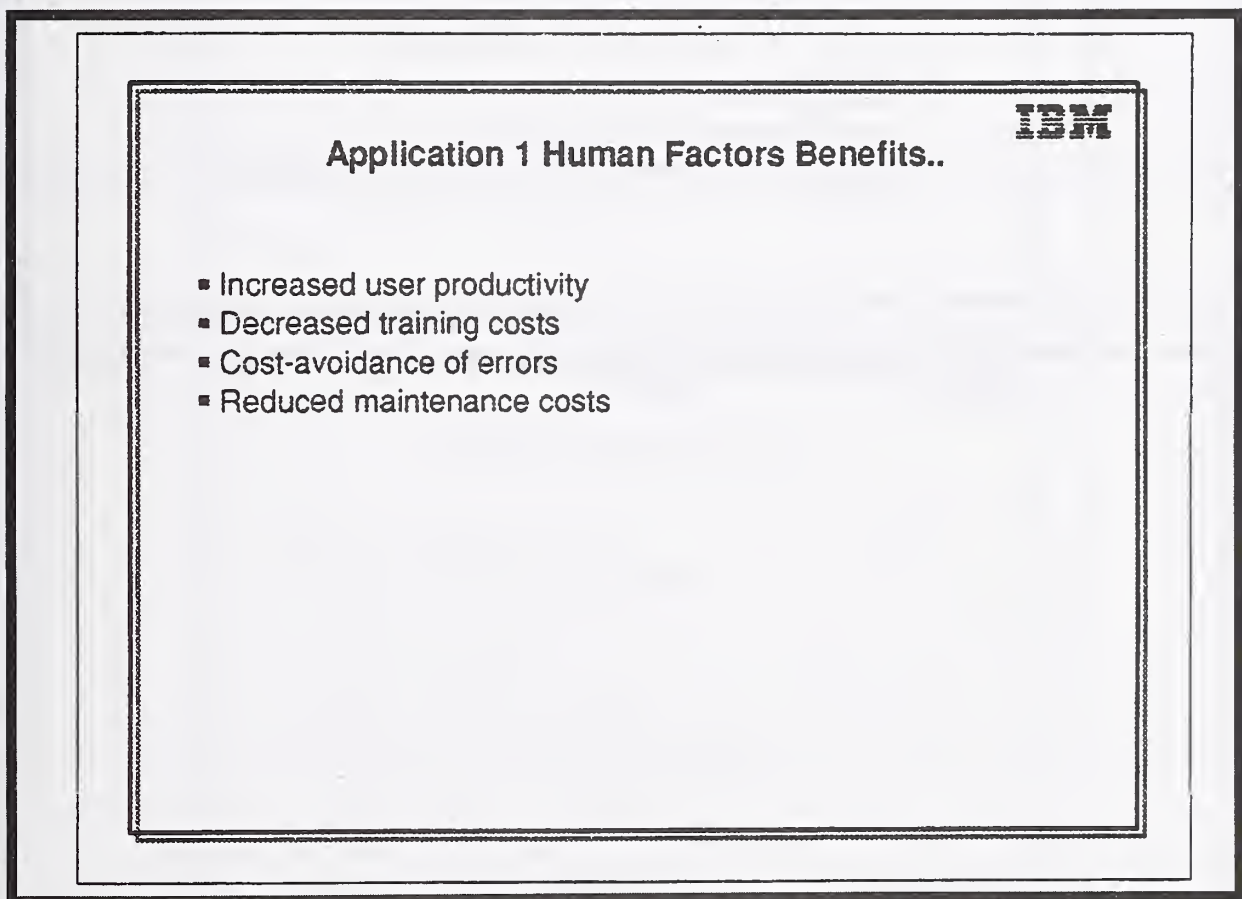 IBM
Application 1 Human Factors Benefits..
▪ Increased user productivity
▪ Decreased training costs
▪ Cost-avoidance of errors
▪ Reduced maintenance costs